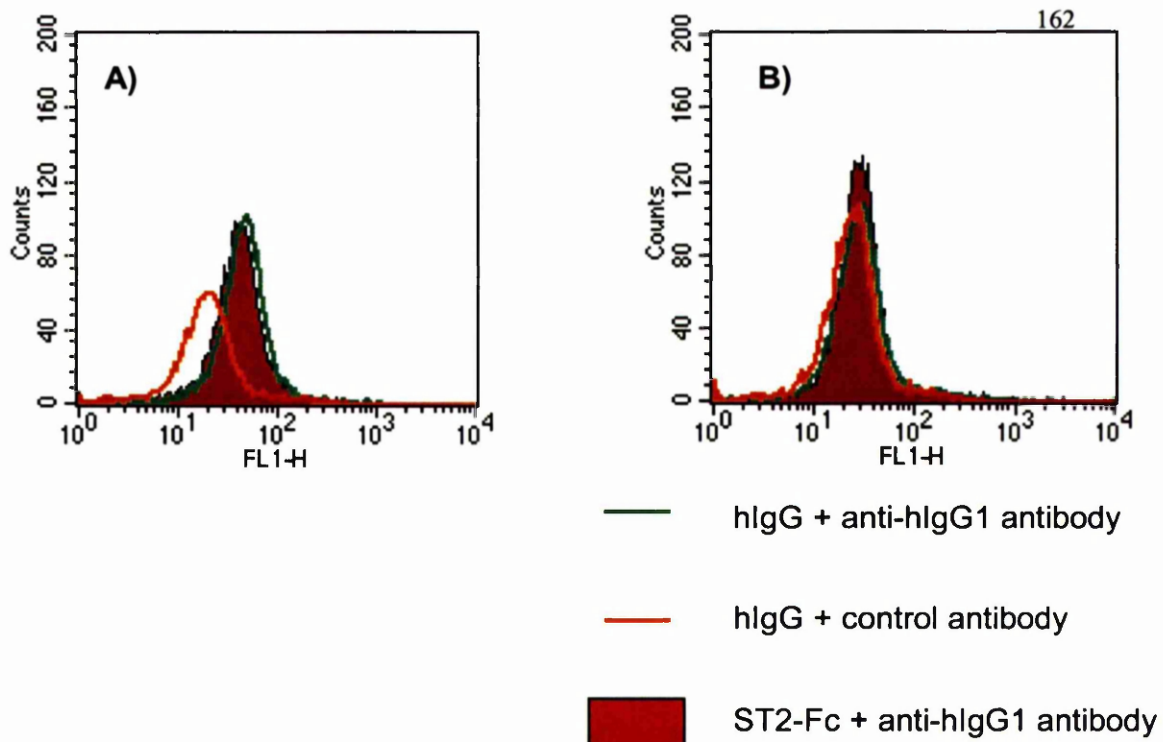 162
A)
200
160
120
80
40
0
Counts
10^0 10^1 10^2 10^3 10^4
FL1-H
B)
200
160
120
80
40
0
Counts
10^0 10^1 10^2 10^3 10^4
FL1-H
hIgG + anti-hIgG1 antibody
hIgG + control antibody
ST2-Fc + anti-hIgG1 antibody